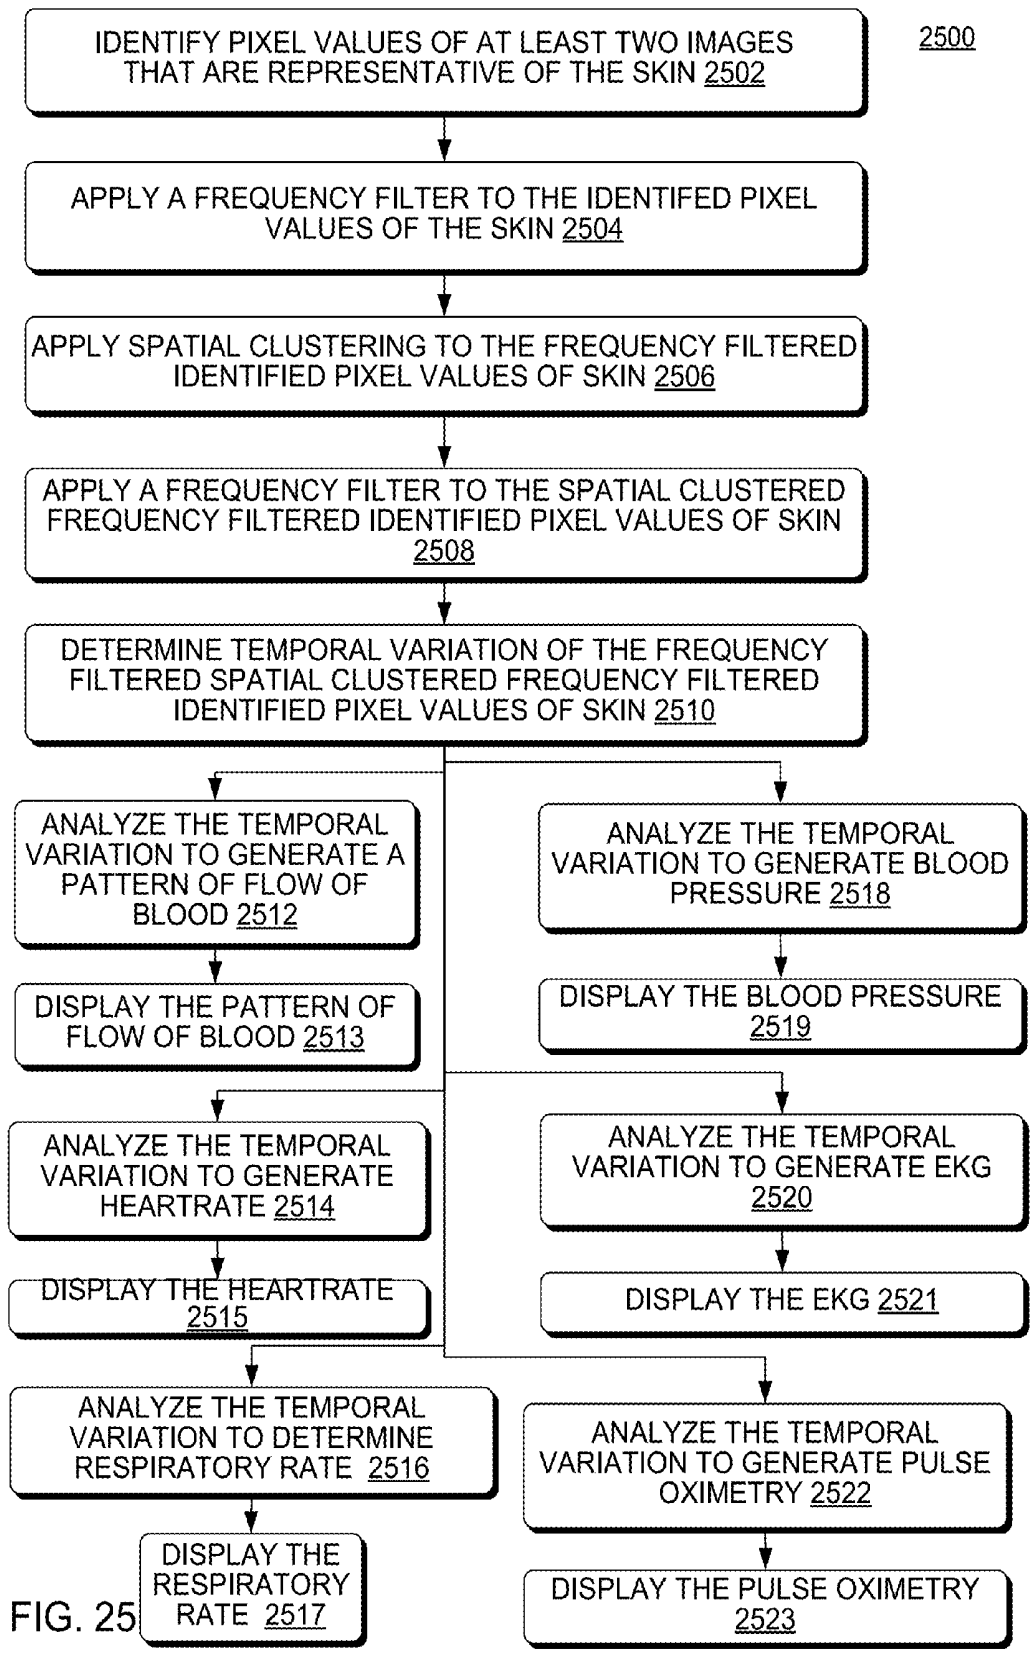 2500
IDENTIFY PIXEL VALUES OF AT LEAST TWO IMAGES
THAT ARE REPRESENTATIVE OF THE SKIN 2502
APPLY A FREQUENCY FILTER TO THE IDENTIFED PIXEL
VALUES OF THE SKIN 2504
APPLY SPATIAL CLUSTERING TO THE FREQUENCY FILTERED
IDENTIFIED PIXEL VALUES OF SKIN 2506
APPLY A FREQUENCY FILTER TO THE SPATIAL CLUSTERED
FREQUENCY FILTERED IDENTIFIED PIXEL VALUES OF SKIN
2508
DETERMINE TEMPORAL VARIATION OF THE FREQUENCY
FILTERED SPATIAL CLUSTERED FREQUENCY FILTERED
IDENTIFIED PIXEL VALUES OF SKIN 2510
ANALYZE THE TEMPORAL
VARIATION TO GENERATE A
PATTERN OF FLOW OF
BLOOD 2512
DISPLAY THE PATTERN OF
FLOW OF BLOOD 2513
ANALYZE THE TEMPORAL
VARIATION TO GENERATE BLOOD
PRESSURE 2518
DISPLAY THE BLOOD PRESSURE
2519
ANALYZE THE TEMPORAL
VARIATION TO GENERATE
HEARTRATE 2514
DISPLAY THE HEARTRATE
2515
ANALYZE THE TEMPORAL
VARIATION TO GENERATE EKG
2520
DISPLAY THE EKG 2521
ANALYZE THE TEMPORAL
VARIATION TO DETERMINE
RESPIRATORY RATE 2516
DISPLAY THE
RESPIRATORY
RATE 2517
ANALYZE THE TEMPORAL
VARIATION TO GENERATE PULSE
OXIMETRY 2522
DISPLAY THE PULSE OXIMETRY
2523
FIG. 25